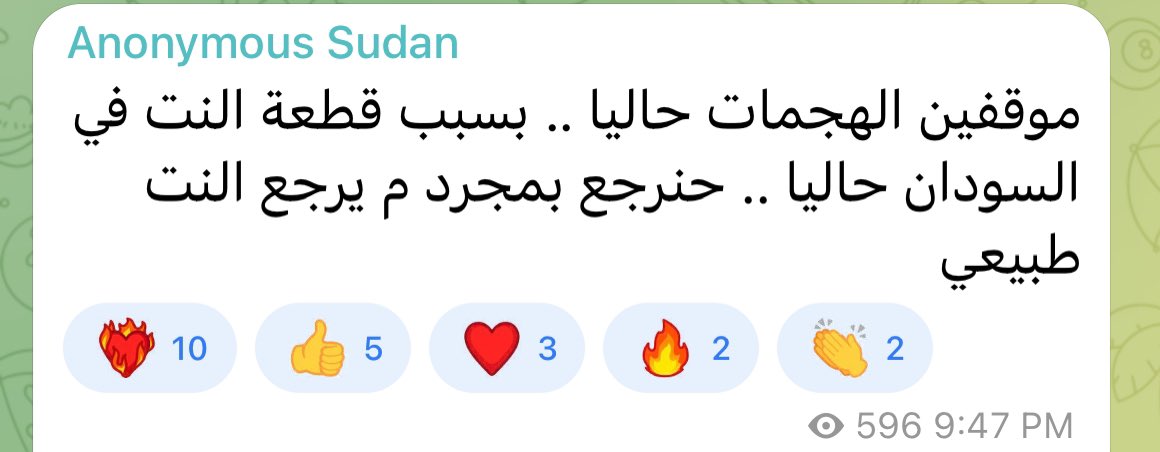 Anonymous Sudan
موقفين الهجمات حاليا .. بسبب قطعة النت في
السودان حاليا .. حنرجع بمجرد م يرجع النت
طبيعي
10 5 3 2 2
596 9:47 PM